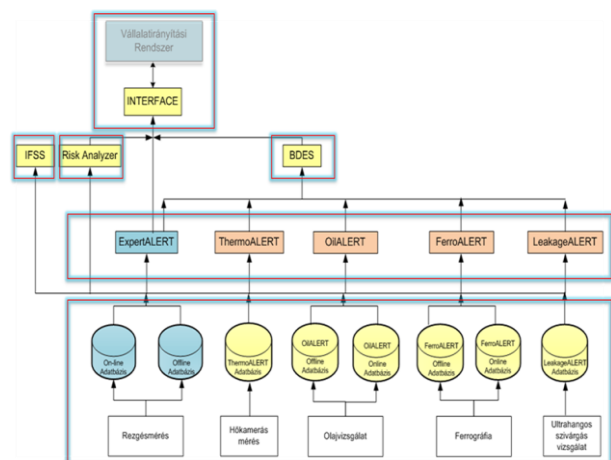 Vállalatirányítási
Rendszer
INTERFACE
IFSS
Risk Analyzer
BDES
ExpertALERT
ThermoALERT
OilALERT
FerroALERT
LeakageALERT
On-line
Adatbázis
Offline
Adatbázis
ThermoALERT
Adatbázis
OilALERT
Offline
Adatbázis
OilALERT
Online
Adatbázis
FerroALERT
Offline
Adatbázis
FerroALERT
Online
Adatbázis
LeakageALERT
Adatbázis
Rezgésmérés
Hőkamerás
mérés
Olajvizsgálat
Ferrográfia
Ultrahangos
szivárgás
vizsgálat